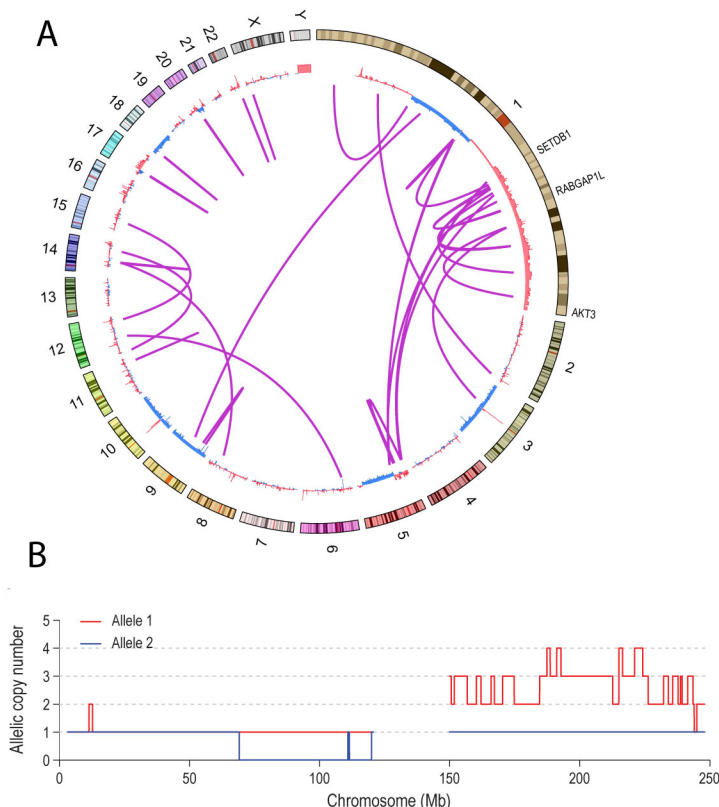 A
1
SETDB1
RABGAP1L
AKT3
2
3
4
5
6
7
8
9
10
11
12
13
14
15
16
17
18
19
20
21
22
X
Y
B
Allelic copy number
5
4
3
2
1
0
Allele 1
Allele 2
0 50 100 150 200 250
Chromosome (Mb)